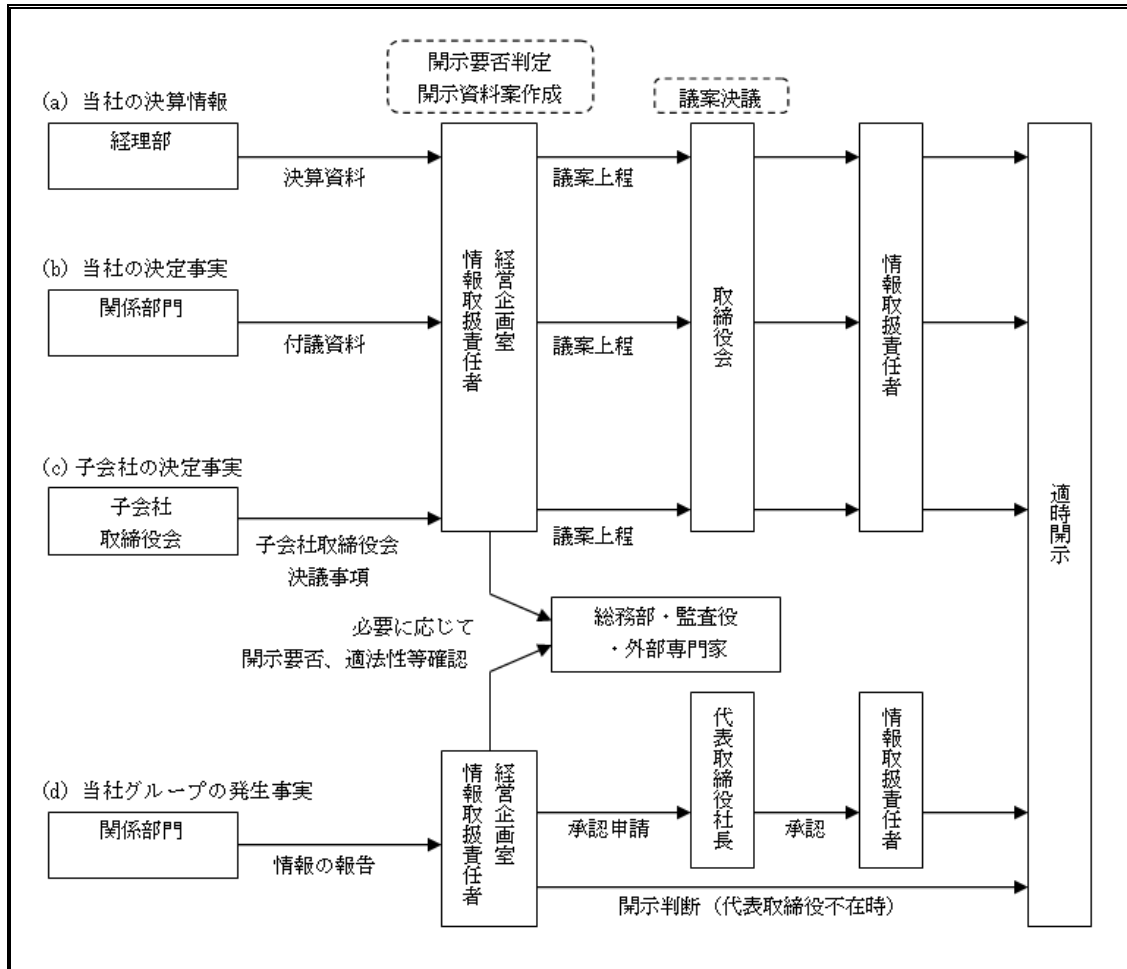 開示要否判定
開示資料案作成
議案決議
(a) 当社の決算情報
経理部
決算資料
議案上程
(b) 当社の決定事実
関係部門
付議資料
議案上程
(c) 子会社の決定事実
子会社
取締役会
子会社取締役会
決議事項
議案上程
経営企画室
情報取扱責任者
取締役会
情報取扱責任者
適時開示
必要に応じて
開示要否、適法性等確認
総務部・監査役
・外部専門家
(d) 当社グループの発生事実
関係部門
情報の報告
経営企画室
情報取扱責任者
承認申請
代表取締役社長
承認
情報取扱責任者
開示判断（代表取締役不在時）